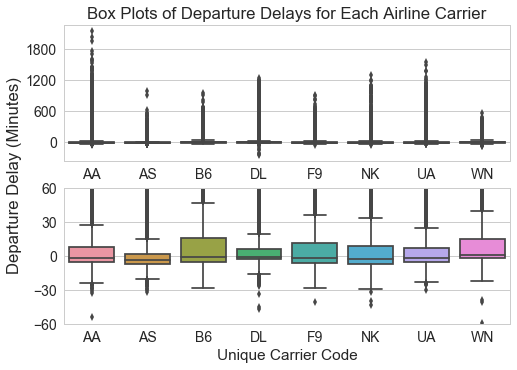 Box Plots of Departure Delays for Each Airline Carrier
Departure Delay (Minutes)
1800
1200
600
0
AA AS B6 DL F9 NK UA WN
60
30
0
−30
−60
AA AS B6 DL F9 NK UA WN
Unique Carrier Code